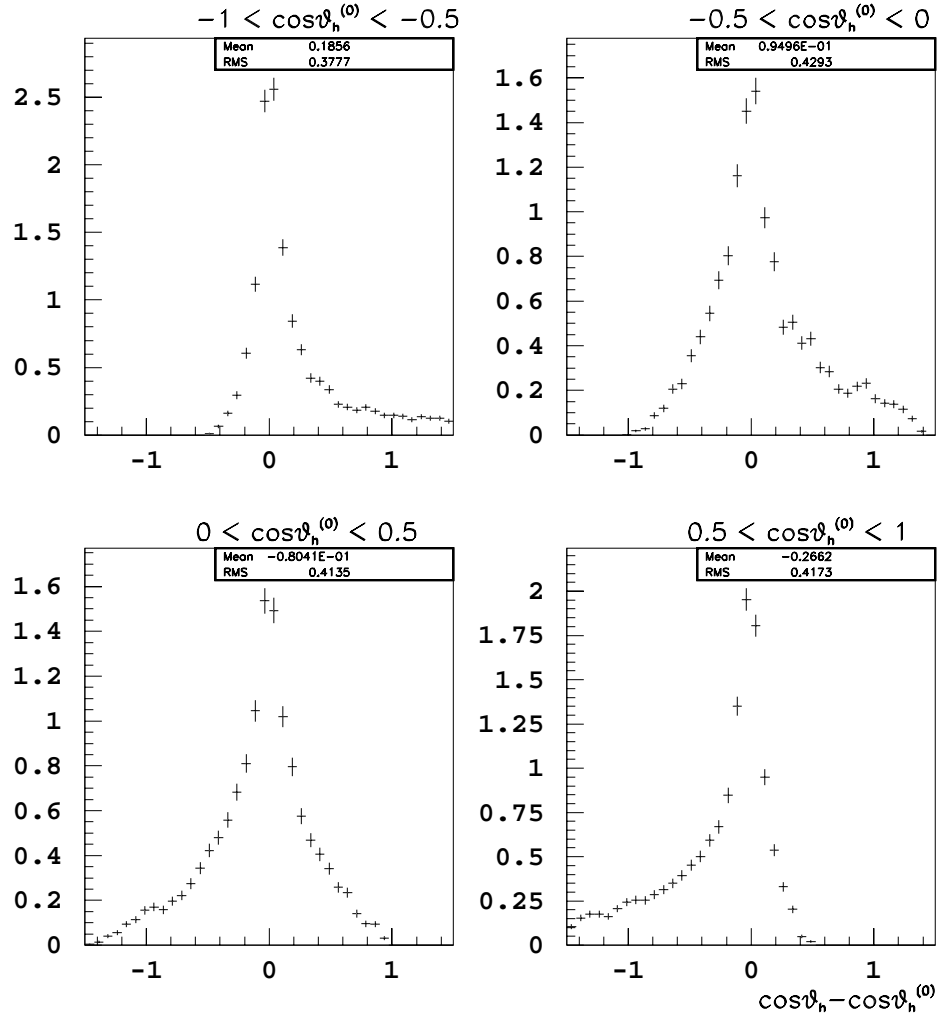 −1 < cosϑh(0) < −0.5
Mean 0.1856
RMS 0.3777
2.5
2
1.5
1
0.5
0
-1 0 1
−0.5 < cosϑh(0) < 0
Mean 0.9496E-01
RMS 0.4293
1.6
1.4
1.2
1
0.8
0.6
0.4
0.2
0
-1 0 1
0 < cosϑh(0) < 0.5
Mean -0.8041E-01
RMS 0.4135
1.6
1.4
1.2
1
0.8
0.6
0.4
0.2
0
-1 0 1
0.5 < cosϑh(0) < 1
Mean -0.2662
RMS 0.4173
2
1.75
1.5
1.25
1
0.75
0.5
0.25
0
-1 0 1
cosϑh−cosϑh(0)